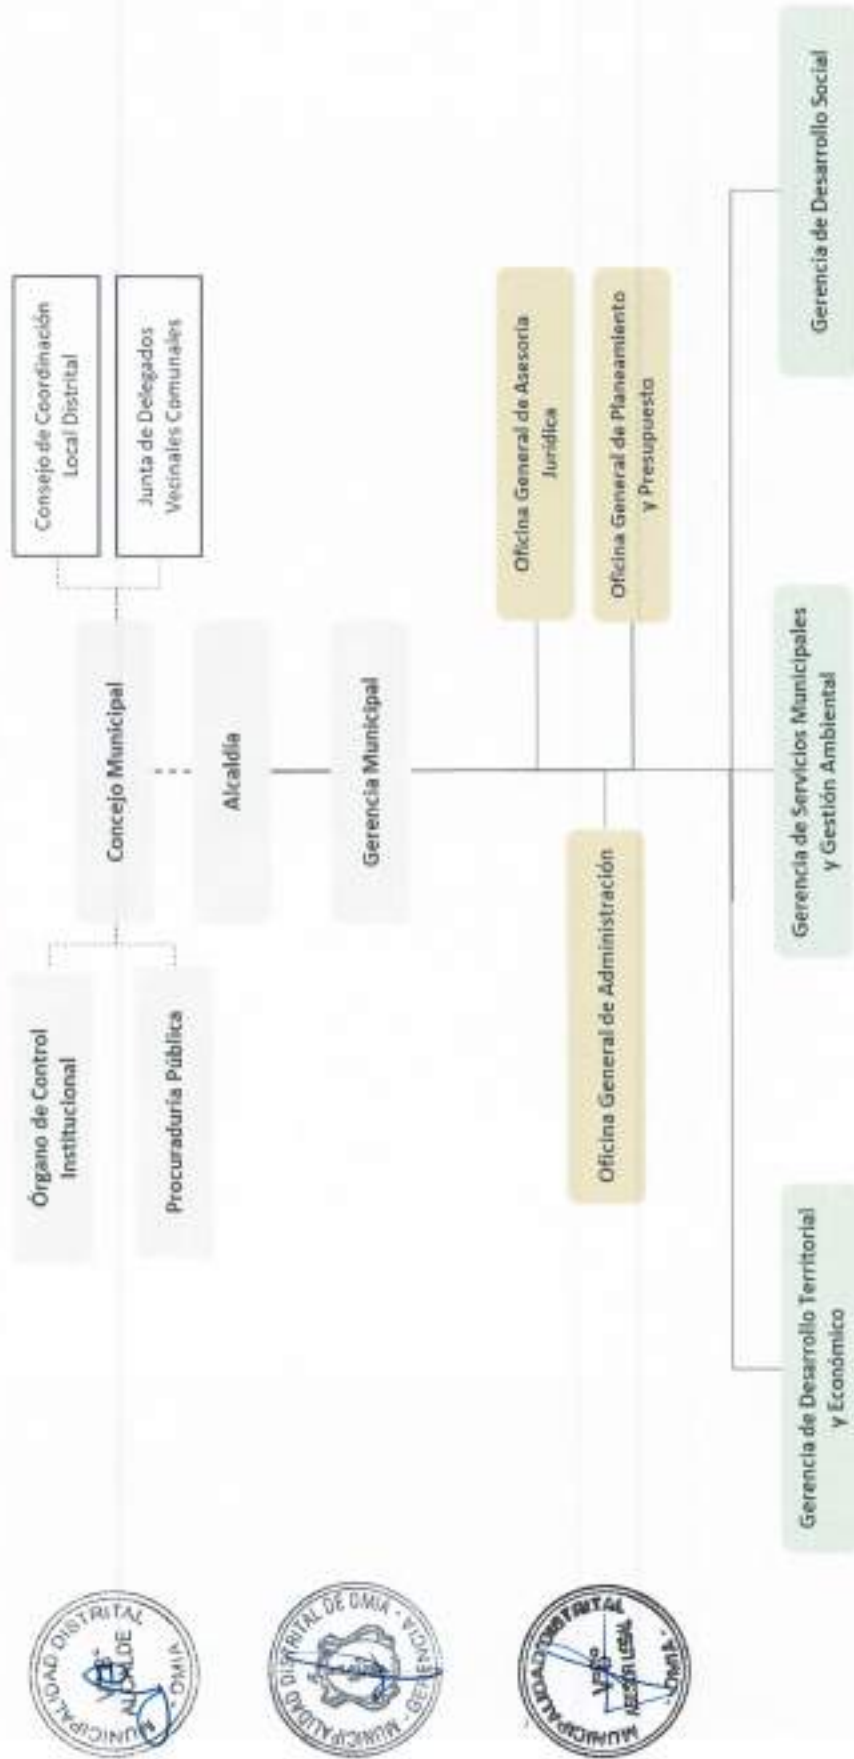 Consejo de Coordinación
Local Distrital
Junta de Delegados
Vecinales Comunales
Órgano de Control
Institucional
Procuraduría Pública
Concejo Municipal
Alcaldía
Gerencia Municipal
Oficina General de Asesoría
Jurídica
Oficina General de Planeamiento
y Presupuesto
Oficina General de Administración
Gerencia de Desarrollo Territorial
y Económico
Gerencia de Servicios Municipales
y Gestión Ambiental
Gerencia de Desarrollo Social
MUNICIPALIDAD DISTRITAL
OMIA
ALCALDE
MUNICIPALIDAD DISTRITAL DE OMIA - GERENCIA
MUNICIPALIDAD DISTRITAL
OMIA
V°B°
ASESOR LEGAL